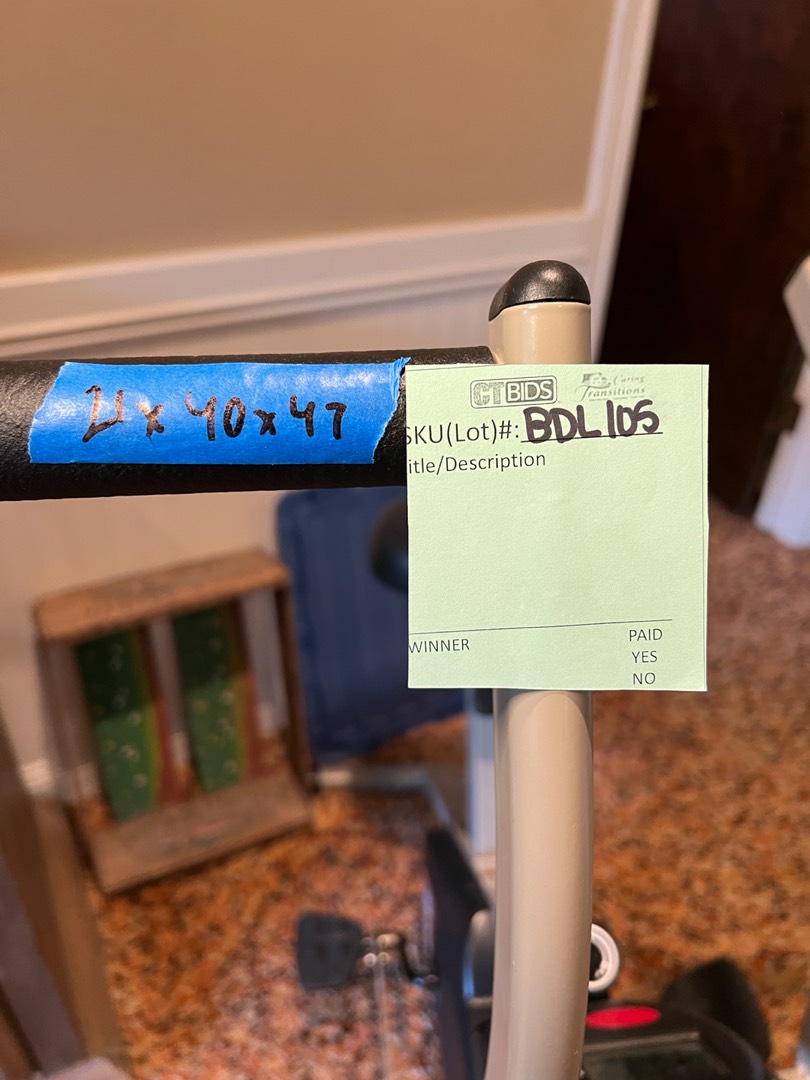 21 x 40 x 47
CTBIDS
Caring
Transitions
SKU(Lot)#: BDL105
itle/Description
WINNER
PAID
YES
NO